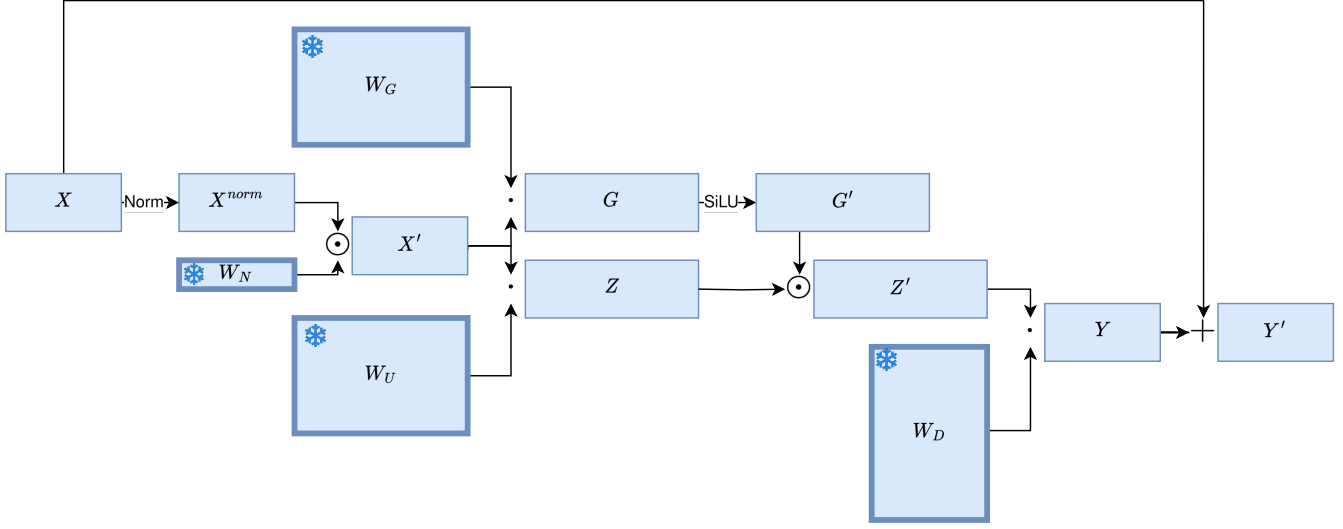 W_G
X
Norm
X^{norm}
G
SiLU
G′
X′
W_N
Z
Z′
Y
Y′
W_U
W_D